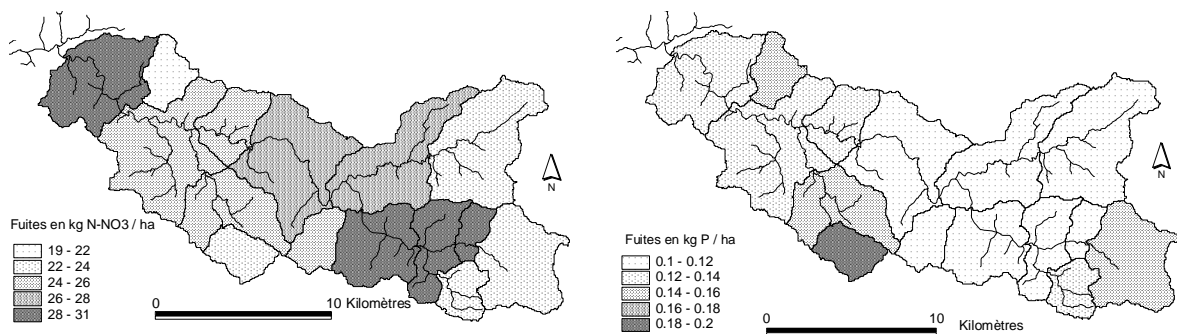 N
Fuites en kg N-NO3 / ha
19 - 22
22 - 24
24 - 26
26 - 28
28 - 31
0
10 Kilomètres
N
Fuites en kg P / ha
0.1 - 0.12
0.12 - 0.14
0.14 - 0.16
0.16 - 0.18
0.18 - 0.2
0
10
Kilomètres